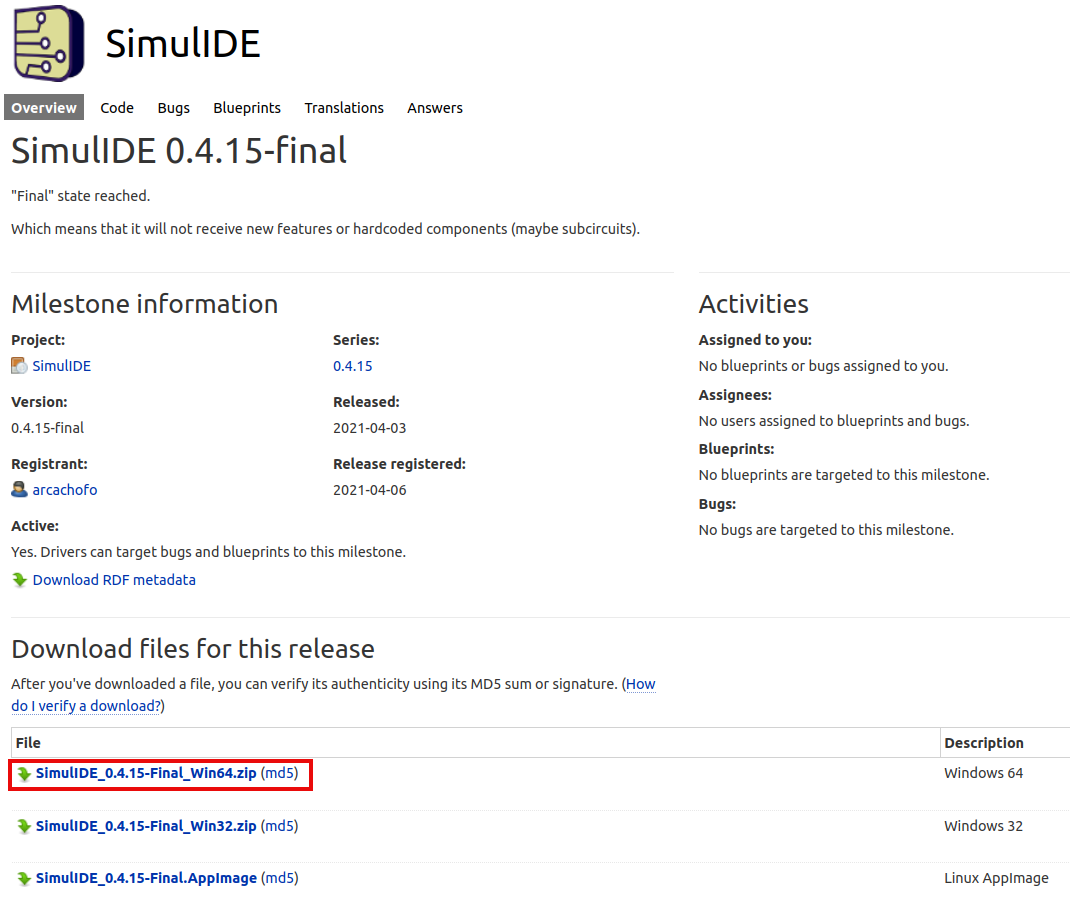 SimulIDE
Overview Code Bugs Blueprints Translations Answers
SimulIDE 0.4.15-final
"Final" state reached.
Which means that it will not receive new features or hardcoded components (maybe subcircuits).
Milestone information
Project:
SimulIDE
Series:
0.4.15
Version:
0.4.15-final
Released:
2021-04-03
Registrant:
arcachofo
Release registered:
2021-04-06
Active:
Yes. Drivers can target bugs and blueprints to this milestone.
Download RDF metadata
Activities
Assigned to you:
No blueprints or bugs assigned to you.
Assignees:
No users assigned to blueprints and bugs.
Blueprints:
No blueprints are targeted to this milestone.
Bugs:
No bugs are targeted to this milestone.
Download files for this release
After you've downloaded a file, you can verify its authenticity using its MD5 sum or signature. (How
do I verify a download?)
File Description
SimulIDE_0.4.15-Final_Win64.zip (md5) Windows 64
SimulIDE_0.4.15-Final_Win32.zip (md5) Windows 32
SimulIDE_0.4.15-Final.AppImage (md5) Linux AppImage